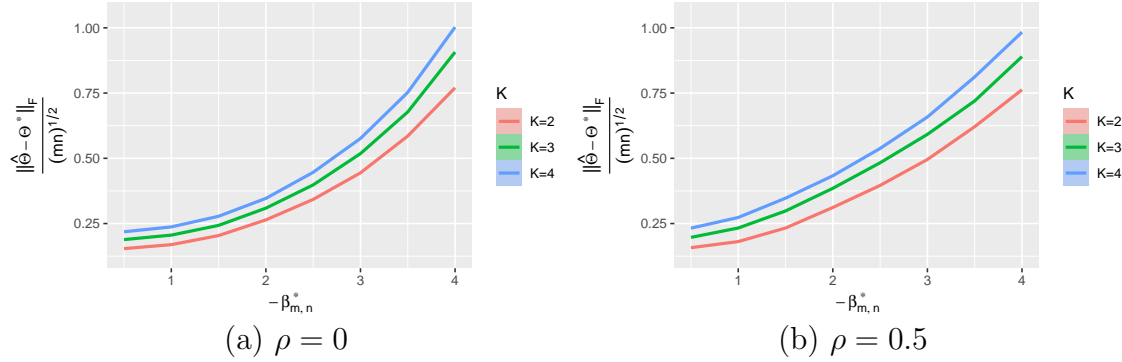 1.00
0.75
0.50
0.25
‖Θ̂ − Θ*‖F
(mn)1/2
1
2
3
4
−β*m, n
K
K=2
K=3
K=4
(a) ρ = 0
1.00
0.75
0.50
0.25
‖Θ̂ − Θ*‖F
(mn)1/2
1
2
3
4
−β*m, n
K
K=2
K=3
K=4
(b) ρ = 0.5